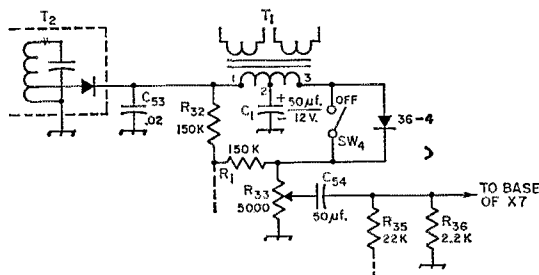 T2
T1
1
2
3
C53
.02
R32
150K
C1
+
50µf.
12V.
OFF
SW4
36-4
150K
R1
R33
5000
C54
50µf.
TO BASE
OF X7
R35
22K
R36
2.2K